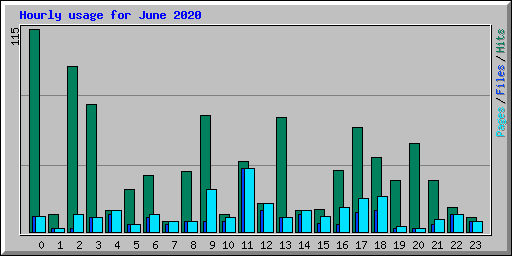 Hourly usage for June 2020
115
Pages/Files/Hits
0 1 2 3 4 5 6 7 8 9 10 11 12 13 14 15 16 17 18 19 20 21 22 23